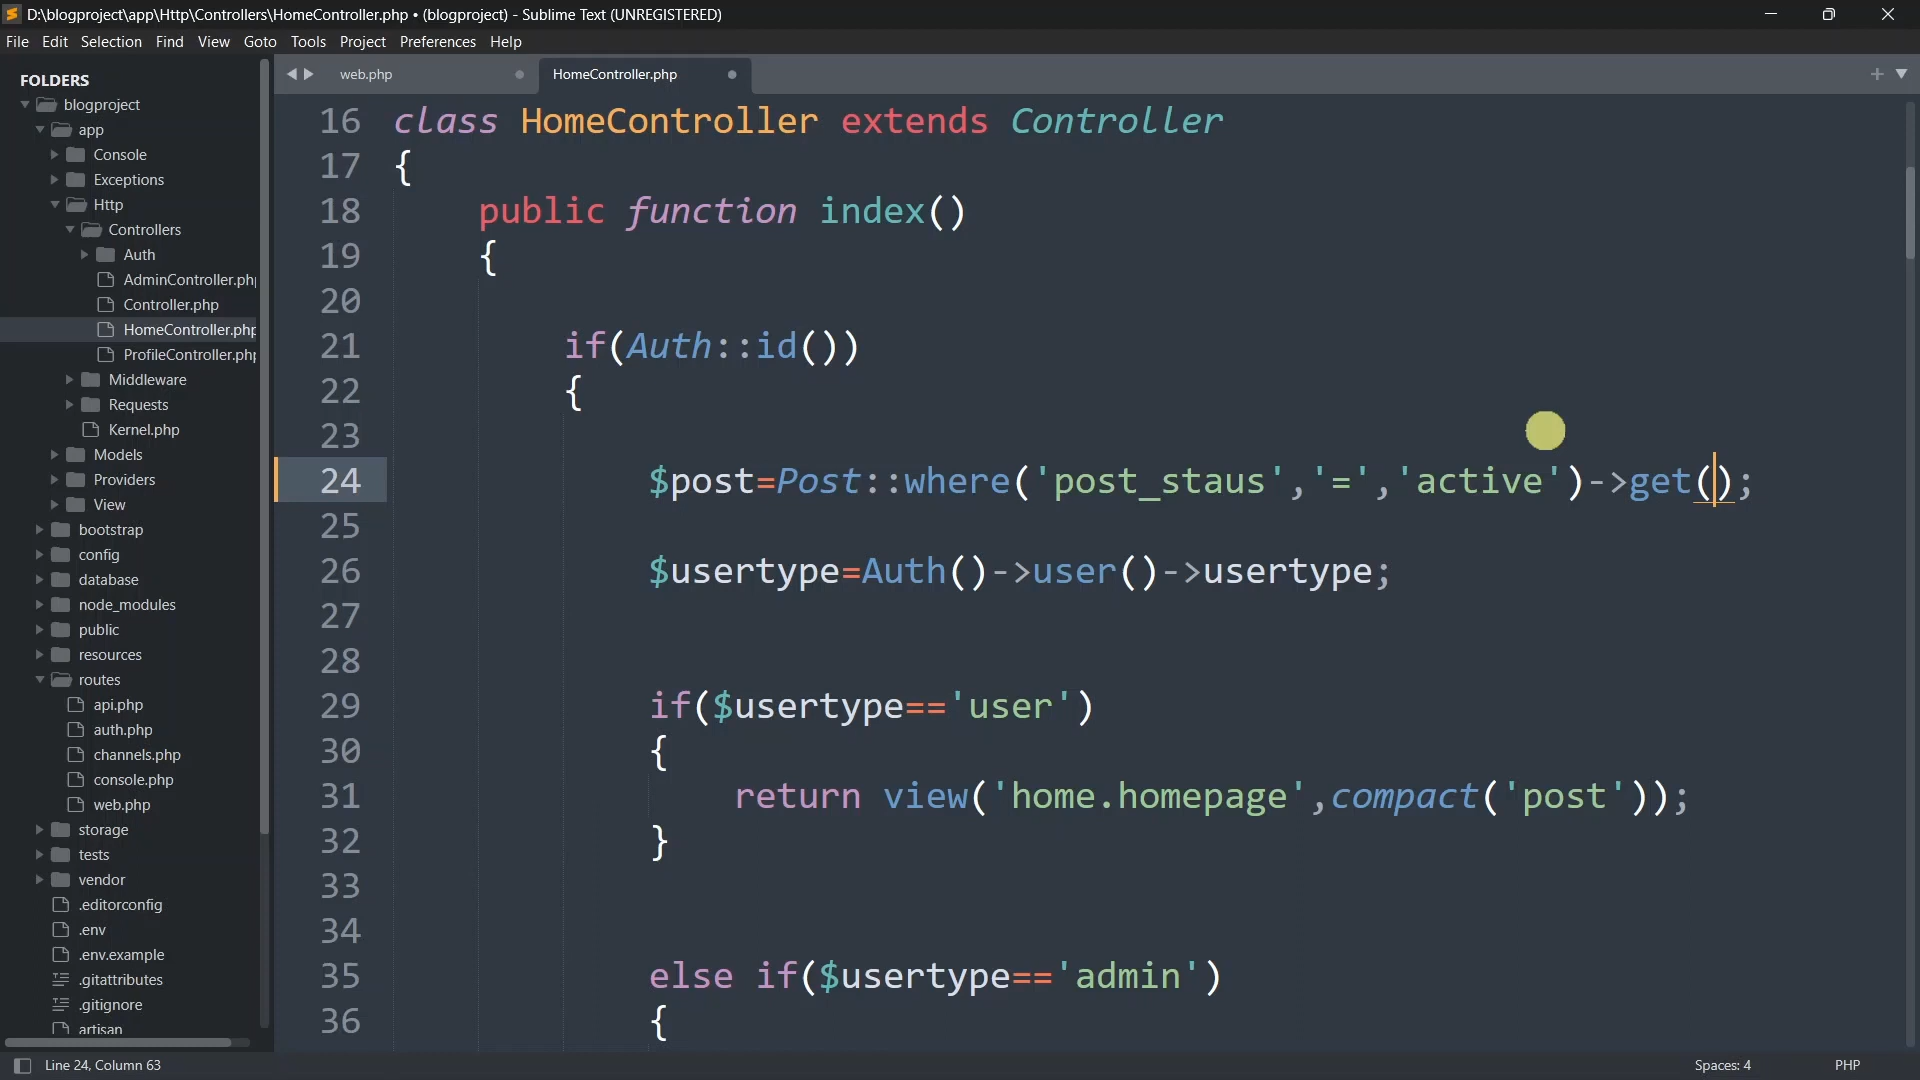 D:\blogproject\app\Http\Controllers\HomeController.php • (blogproject) - Sublime Text (UNREGISTERED)
File Edit Selection Find View Goto Tools Project Preferences Help
FOLDERS
blogproject
app
Console
Exceptions
Http
Controllers
Auth
AdminController.ph
Controller.php
HomeController.php
ProfileController.ph
Middleware
Requests
Kernel.php
Models
Providers
View
bootstrap
config
database
node_modules
public
resources
routes
api.php
auth.php
channels.php
console.php
web.php
storage
tests
vendor
.editorconfig
.env
.env.example
.gitattributes
.gitignore
artisan
web.php HomeController.php
16 class HomeController extends Controller
17 {
18 public function index()
19 {
20
21 if(Auth::id())
22 {
23
24 $post=Post::where('post_staus','=','active')->get();
25
26 $usertype=Auth()->user()->usertype;
27
28
29 if($usertype=='user')
30 {
31 return view('home.homepage',compact('post'));
32 }
33
34
35 else if($usertype=='admin')
36 {
Line 24, Column 63 Spaces: 4 PHP